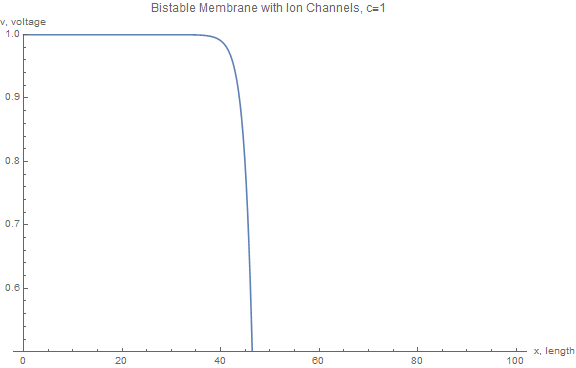 Bistable Membrane with Ion Channels, c=1
v, voltage
1.0
0.9
0.8
0.7
0.6
0 20 40 60 80 100
x, length